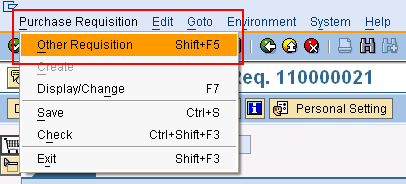 Purchase Requisition Edit Goto Environment System Help
Other Requisition Shift+F5
Create
Req. 110000021
Display/Change F7
Save Ctrl+S
Personal Setting
Check Ctrl+Shift+F3
Exit Shift+F3